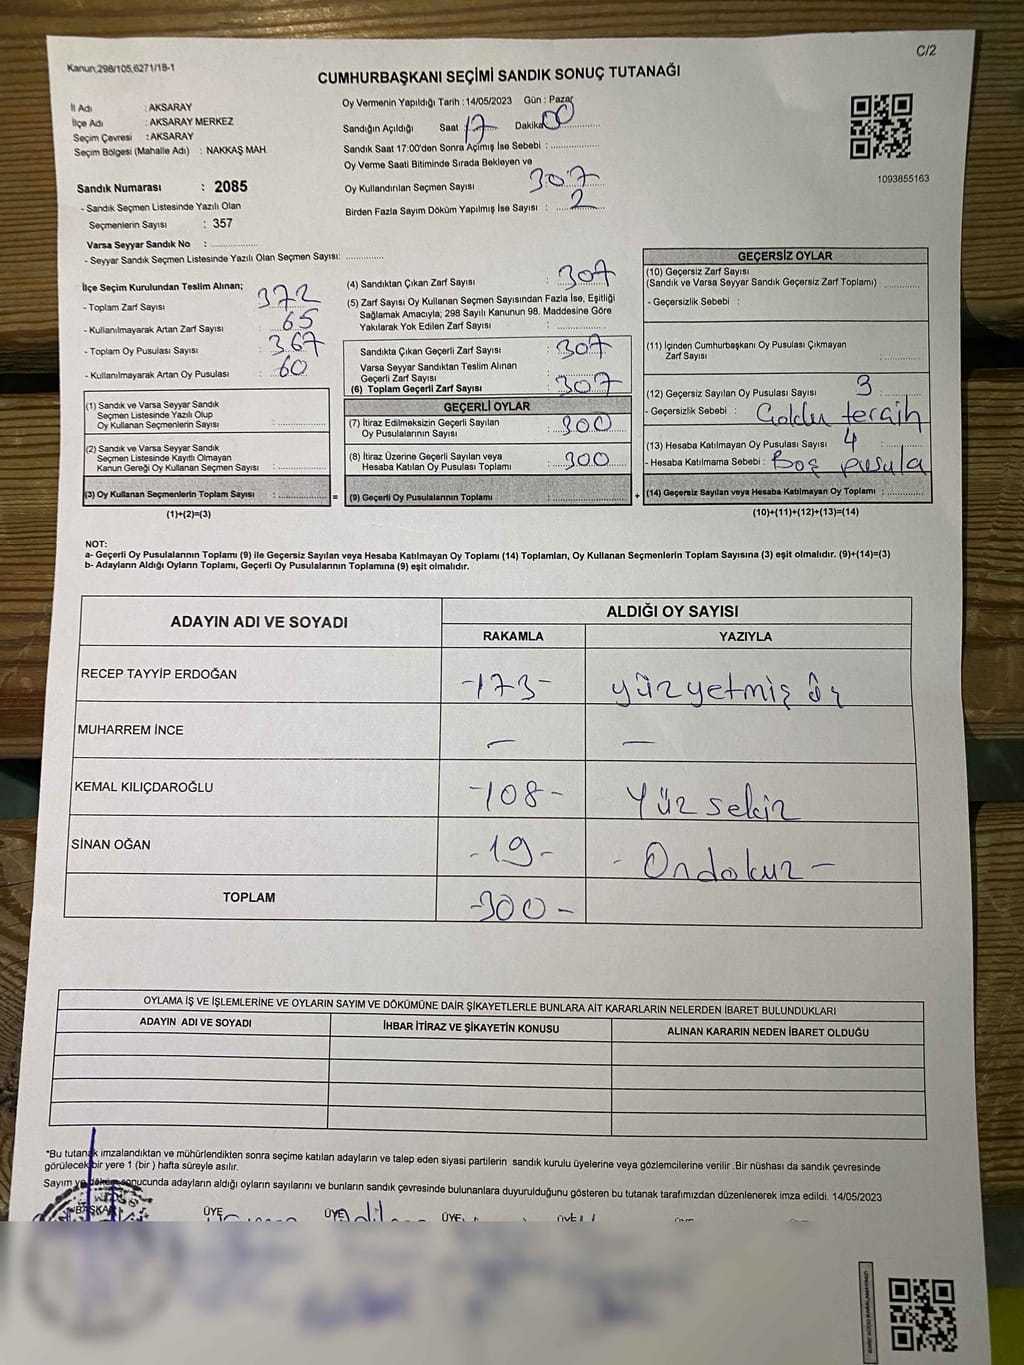 C/2
Kanun;298/105;6271/18-1
CUMHURBAŞKANI SEÇİMİ SANDIK SONUÇ TUTANAĞI
İl Adı : AKSARAY
İlçe Adı : AKSARAY MERKEZ
Seçim Çevresi : AKSARAY
Seçim Bölgesi (Mahalle Adı) : NAKKAŞ MAH.
Oy Vermenin Yapıldığı Tarih :14/05/2023 Gün : Pazar
Sandığın Açıldığı Saat 17 Dakika 00
Sandık Saat 17:00'den Sonra Açımış İse Sebebi :
Oy Verme Saati Bitiminde Sırada Bekleyen ve
Oy Kullandırılan Seçmen Sayısı 307
Birden Fazla Sayım Döküm Yapılmış İse Sayısı : 2
1093855163
Sandık Numarası : 2085
- Sandık Seçmen Listesinde Yazılı Olan
Seçmenlerin Sayısı : 357
Varsa Seyyar Sandık No :
- Seyyar Sandık Seçmen Listesinde Yazılı Olan Seçmen Sayısı:
İlçe Seçim Kurulundan Teslim Alınan;
- Toplam Zarf Sayısı : 372
- Kullanılmayarak Artan Zarf Sayısı : 65
- Toplam Oy Pusulası Sayısı : 367
- Kullanılmayarak Artan Oy Pusulası : 60
(1) Sandık ve Varsa Seyyar Sandık
Seçmen Listesinde Yazılı Olup
Oy Kullanan Seçmenlerin Sayısı :
(2) Sandık ve Varsa Seyyar Sandık
Seçmen Listesinde Kayıtlı Olmayan
Kanun Gereği Oy Kullanan Seçmen Sayısı :
(3) Oy Kullanan Seçmenlerin Toplam Sayısı : =
(1)+(2)=(3)
(4) Sandıktan Çıkan Zarf Sayısı : 307
(5) Zarf Sayısı Oy Kullanan Seçmen Sayısından Fazla İse, Eşitliği
Sağlamak Amacıyla; 298 Sayılı Kanunun 98. Maddesine Göre
Yakılarak Yok Edilen Zarf Sayısı :
Sandıkta Çıkan Geçerli Zarf Sayısı : 307
Varsa Seyyar Sandıktan Teslim Alınan
Geçerli Zarf Sayısı :
(6) Toplam Geçerli Zarf Sayısı : 307
GEÇERLİ OYLAR
(7) İtiraz Edilmeksizin Geçerli Sayılan
Oy Pusulalarının Sayısı : 300
(8) İtiraz Üzerine Geçerli Sayılan veya
Hesaba Katılan Oy Pusulası Toplamı : 300
(9) Geçerli Oy Pusulalarının Toplamı : +
GEÇERSİZ OYLAR
(10) Geçersiz Zarf Sayısı
(Sandık ve Varsa Seyyar Sandık Geçersiz Zarf Toplamı)
- Geçersizlik Sebebi :
(11) İçinden Cumhurbaşkanı Oy Pusulası Çıkmayan
Zarf Sayısı :
(12) Geçersiz Sayılan Oy Pusulası Sayısı 3
- Geçersizlik Sebebi : Çoklu tercih
(13) Hesaba Katılmayan Oy Pusulası Sayısı 4
- Hesaba Katılmama Sebebi : Boş pusula
(14) Geçersiz Sayılan veya Hesaba Katılmayan Oy Toplamı :
(10)+(11)+(12)+(13)=(14)
NOT:
a- Geçerli Oy Pusulalarının Toplamı (9) ile Geçersiz Sayılan veya Hesaba Katılmayan Oy Toplamı (14) Toplamları, Oy Kullanan Seçmenlerin Toplam Sayısına (3) eşit olmalıdır. (9)+(14)=(3)
b- Adayların Aldığı Oyların Toplamı, Geçerli Oy Pusulalarının Toplamına (9) eşit olmalıdır.
ADAYIN ADI VE SOYADI
ALDIĞI OY SAYISI
RAKAMLA YAZIYLA
RECEP TAYYİP ERDOĞAN -173- yüzyetmiş üç
MUHARREM İNCE - -
KEMAL KILIÇDAROĞLU -108- Yüzsekiz
SİNAN OĞAN -19- - Ondokuz -
TOPLAM -300-
OYLAMA İŞ VE İŞLEMLERİNE VE OYLARIN SAYIM VE DÖKÜMÜNE DAİR ŞİKAYETLERLE BUNLARA AİT KARARLARIN NELERDEN İBARET BULUNDUKLARI
ADAYIN ADI VE SOYADI İHBAR İTİRAZ VE ŞİKAYETİN KONUSU ALINAN KARARIN NEDEN İBARET OLDUĞU
*Bu tutanak imzalandıktan ve mühürlendikten sonra seçime katılan adayların ve talep eden siyasi partilerin sandık kurulu üyelerine veya gözlemcilerine verilir .Bir nüshası da sandık çevresinde
görülecek bir yere 1 (bir ) hafta süreyle asılır.
Sayım ve döküm sonucunda adayların aldığı oyların sayılarını ve bunların sandık çevresinde bulunanlara duyurulduğunu gösteren bu tutanak tarafımızdan düzenlenerek imza edildi. 14/05/2023
BAŞKAN ÜYE ÜYE ÜYE ÜYE